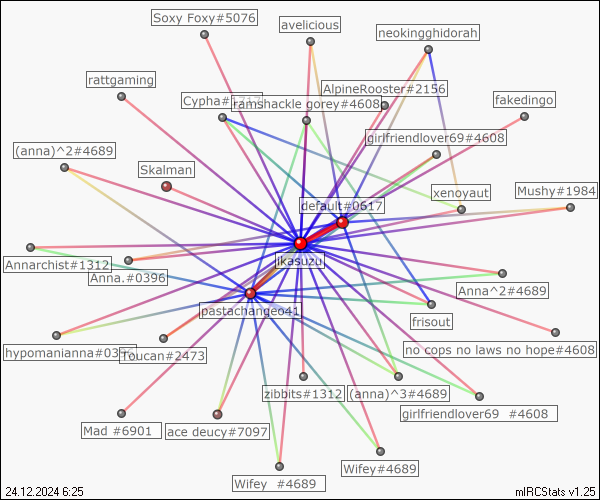 Soxy Foxy#5076
avelicious
neokingghidorah
rattgaming
AlpineRooster#2156
Cypha#1717
ramshackle gorey#4608
fakedingo
girlfriendlover69#4608
(anna)^2#4689
Skalman
xenoyaut
Mushy#1984
default#0617
jikasuzu
Annarchist#1312
Anna.#0396
Anna^2#4689
pastachange041
frisout
hypomanianna#03
Toucan#2473
no cops no laws no hope#4608
zibbits#1312
(anna)^3#4689
girlfriendlover69 #4608
Mad #6901
ace deucy#7097
Wifey #4689
Wifey#4689
24.12.2024 6:25
mIRCStats v1.25